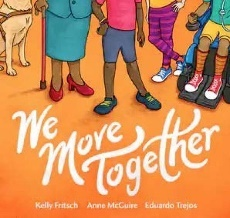 We
Move
Together
Kelly Fritsch Anne McGuire Eduardo Trejos